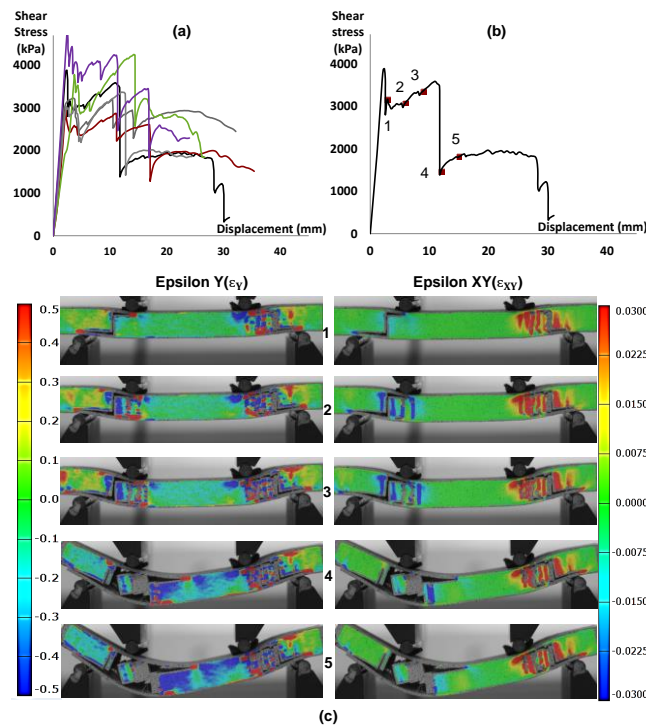 Shear
Stress
(kPa)
(a)
4000
3000
2000
1000
0
0 10 20 30 40
Displacement (mm)
Shear
Stress
(kPa)
(b)
4000
3000
2000
1000
0
0 10 20 30 40
Displacement (mm)
1
2
3
4
5
Epsilon Y(εY)
Epsilon XY(εXY)
0.5
0.4
0.3
0.2
0.1
0.0
-0.1
-0.2
-0.3
-0.4
-0.5
1
2
3
4
5
0.0300
0.0225
0.0150
0.0075
0.0000
-0.0075
-0.0150
-0.0225
-0.0300
(c)